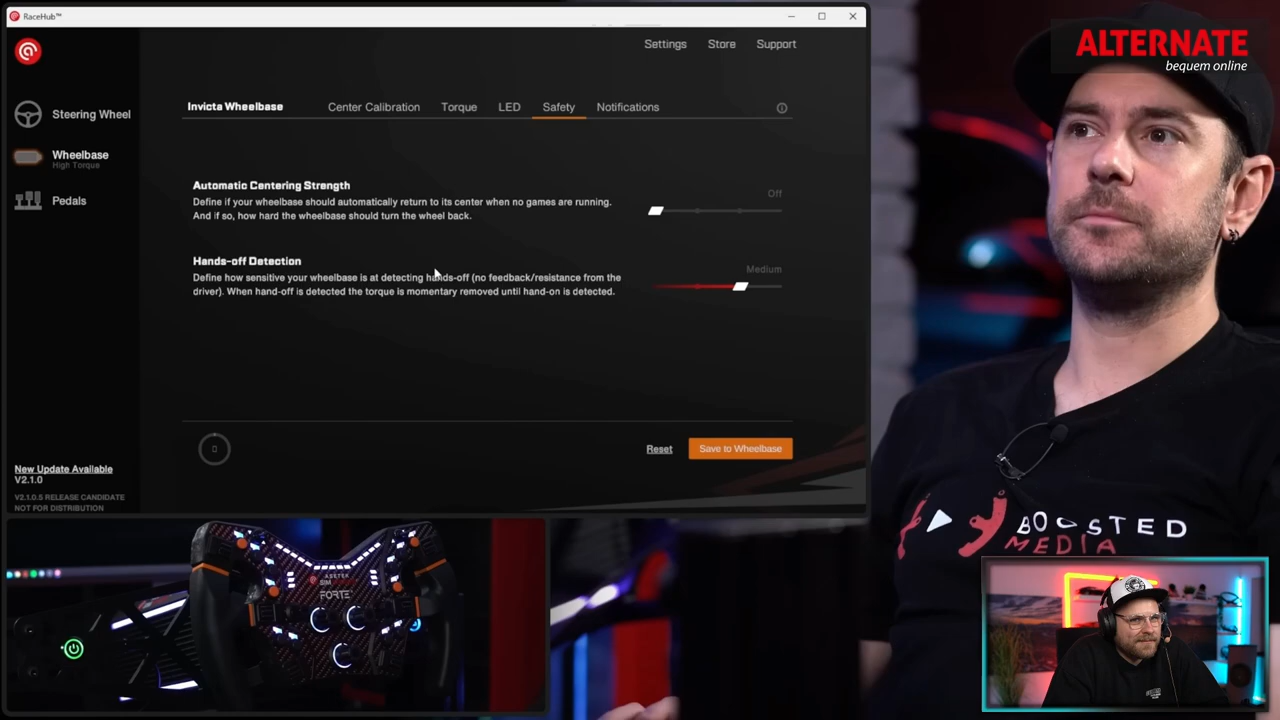 RaceHub™
Settings
Store
Support
ALTERNATE
bequem online
Invicta Wheelbase
Center Calibration
Torque
LED
Safety
Notifications
Steering Wheel
Wheelbase
High Torque
Pedals
Automatic Centering Strength
Define if your wheelbase should automatically return to its center when no games are running.
And if so, how hard the wheelbase should turn the wheel back.
Off
Hands-off Detection
Define how sensitive your wheelbase is at detecting hands-off (no feedback/resistance from the
driver). When hand-off is detected the torque is momentary removed until hand-on is detected.
Medium
Reset
Save to Wheelbase
New Update Available
V2.1.0
V2.1.0.5 RELEASE CANDIDATE
NOT FOR DISTRIBUTION
BOOSTED
MEDIA
ASETEK
SIM
FORTE